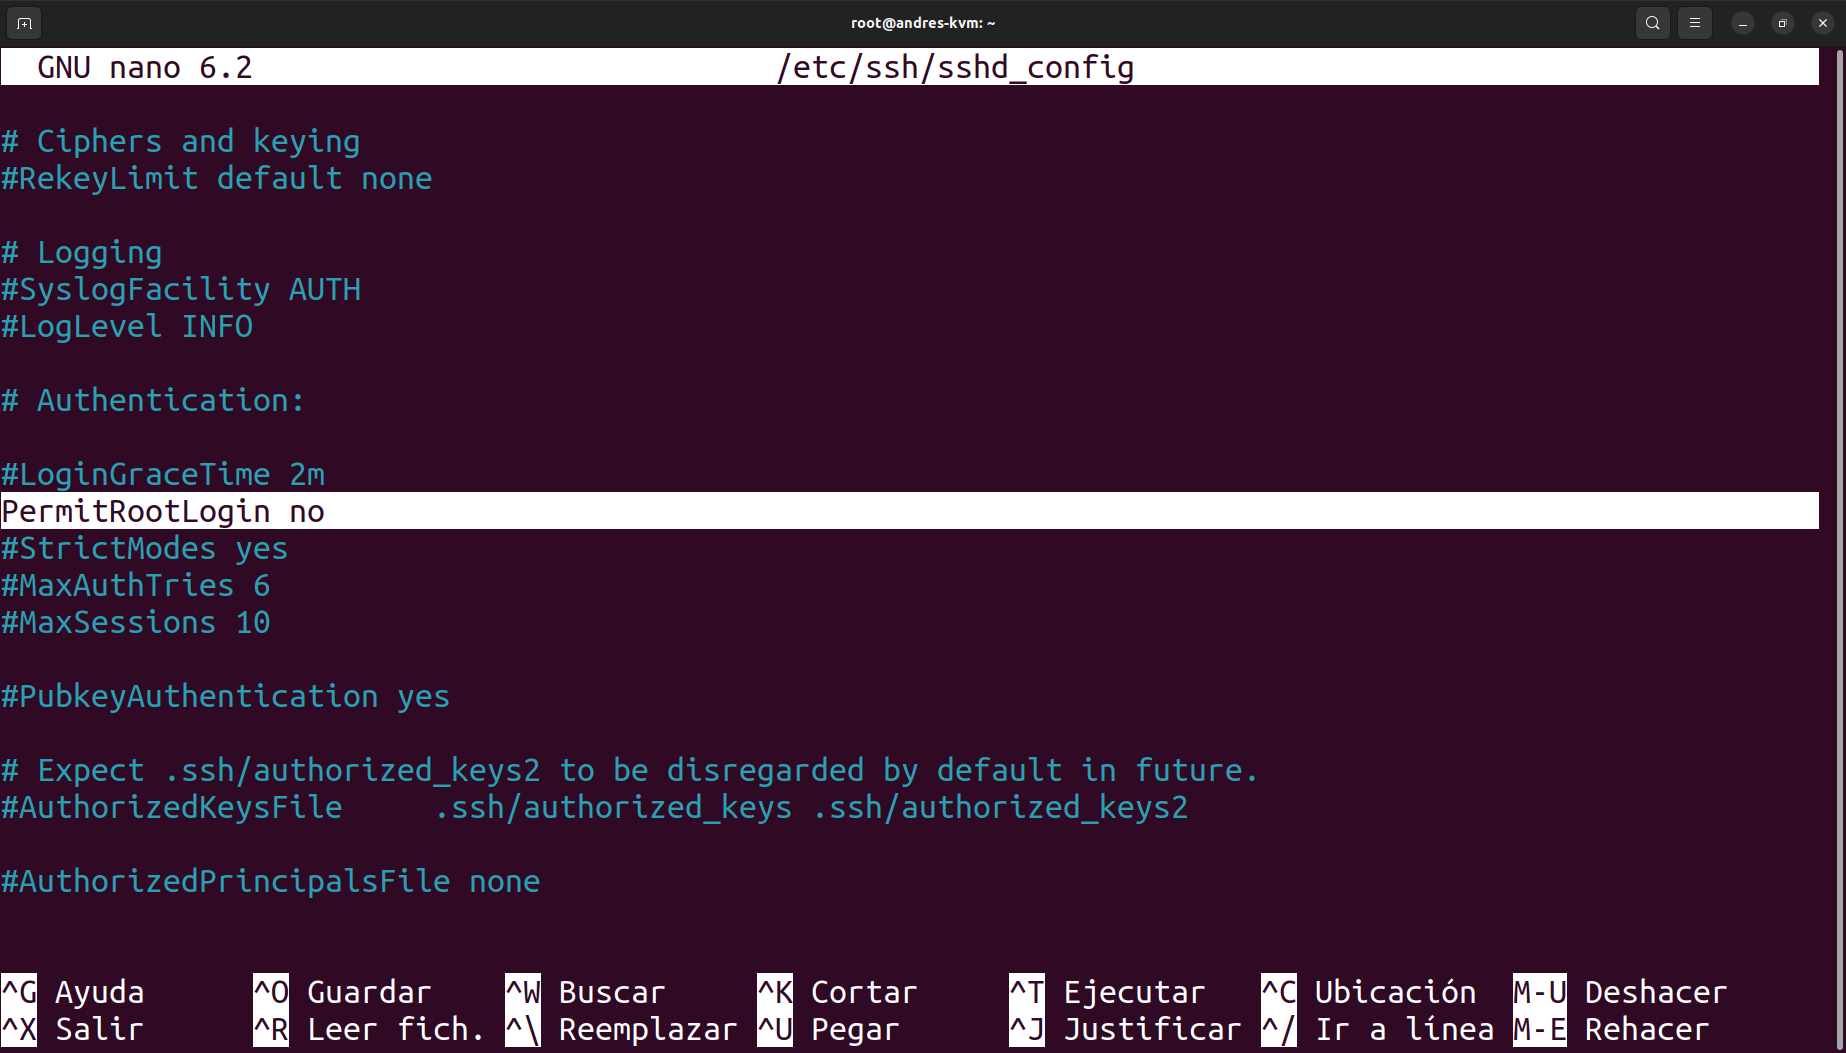 root@andres-kvm: ~
GNU nano 6.2 /etc/ssh/sshd_config
# Ciphers and keying
#RekeyLimit default none
# Logging
#SyslogFacility AUTH
#LogLevel INFO
# Authentication:
#LoginGraceTime 2m
PermitRootLogin no
#StrictModes yes
#MaxAuthTries 6
#MaxSessions 10
#PubkeyAuthentication yes
# Expect .ssh/authorized_keys2 to be disregarded by default in future.
#AuthorizedKeysFile     .ssh/authorized_keys .ssh/authorized_keys2
#AuthorizedPrincipalsFile none
^G Ayuda ^O Guardar ^W Buscar ^K Cortar ^T Ejecutar ^C Ubicación M-U Deshacer
^X Salir ^R Leer fich. ^\ Reemplazar ^U Pegar ^J Justificar ^/ Ir a línea M-E Rehacer